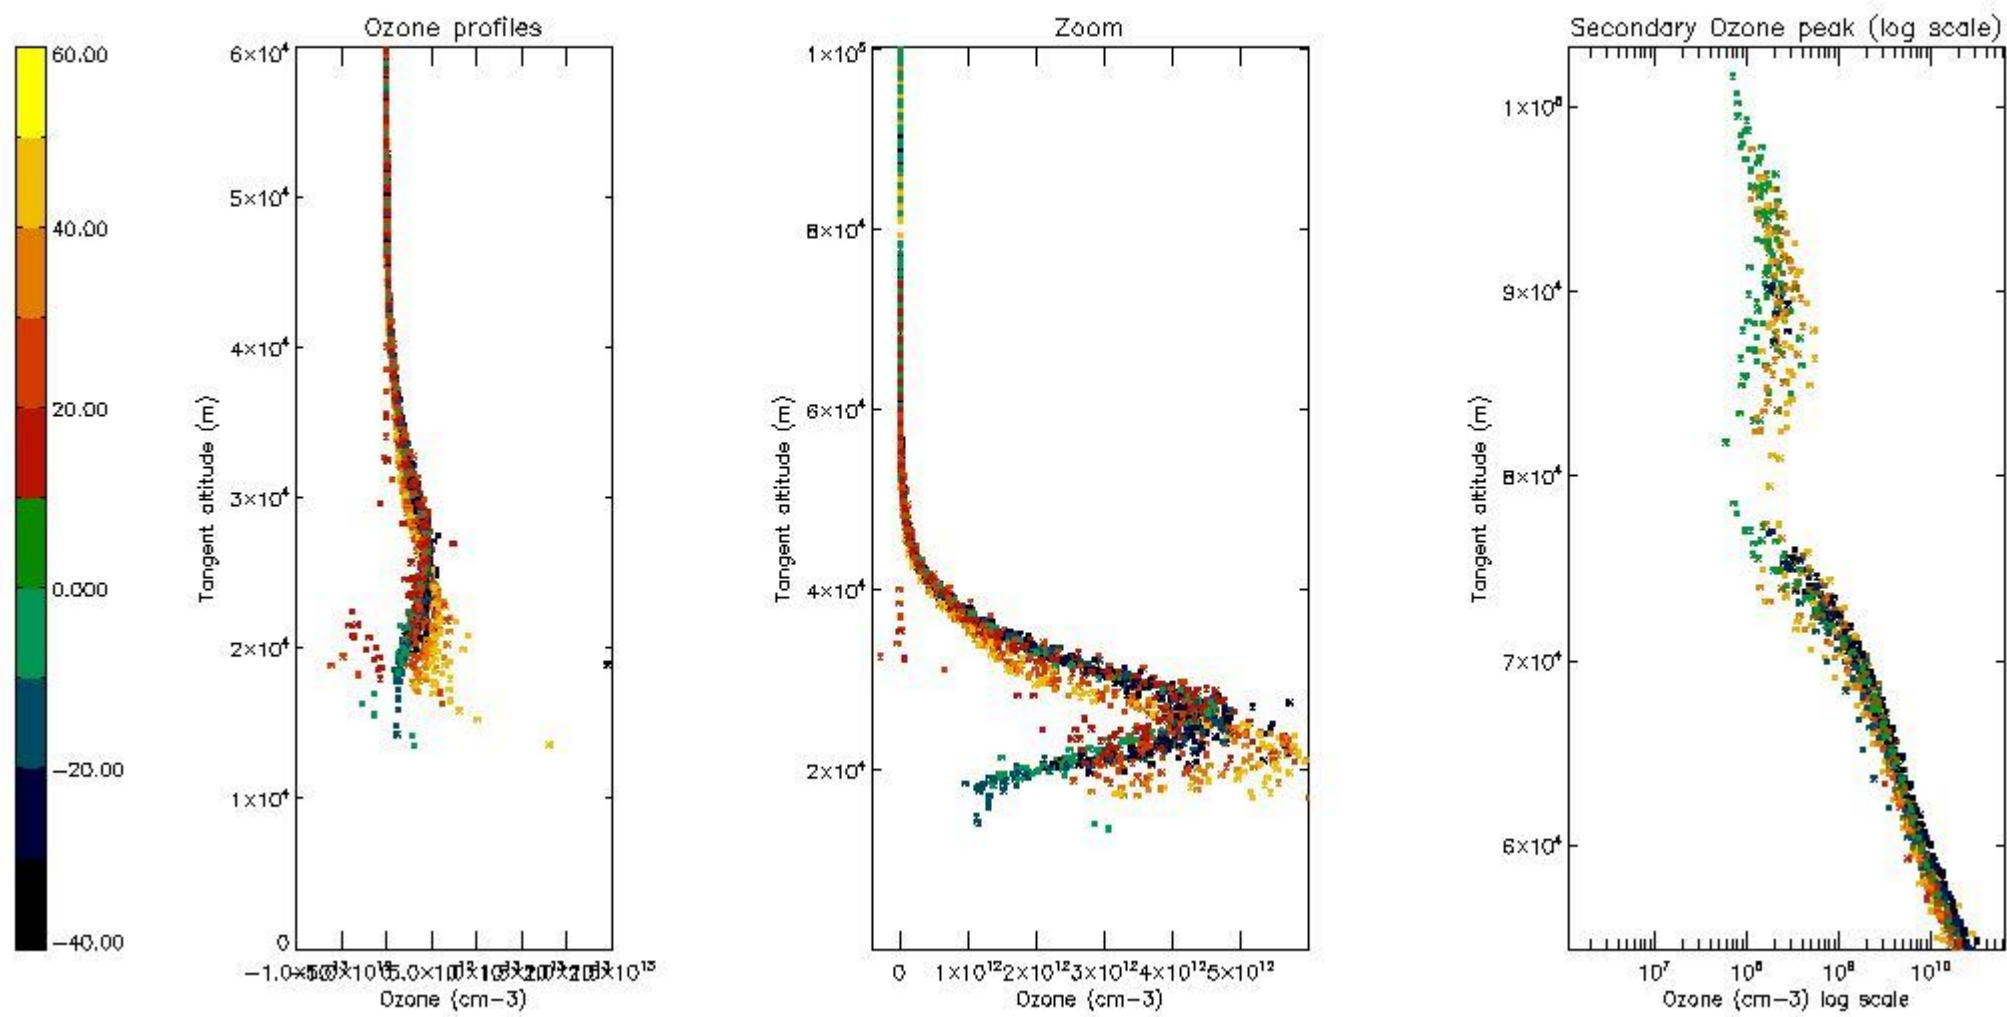 Ozone profiles
Zoom
Secondary Ozone peak (log scale)
60.00
40.00
20.00
0.000
−20.00
−40.00
6×10⁴
5×10⁴
4×10⁴
3×10⁴
2×10⁴
1×10⁴
0
Tangent altitude (m)
Ozone (cm−3)
1×10⁵
8×10⁴
6×10⁴
4×10⁴
2×10⁴
Tangent altitude (m)
0 1×10¹² 2×10¹² 3×10¹² 4×10¹² 5×10¹²
Ozone (cm−3)
9×10⁴
8×10⁴
7×10⁴
6×10⁴
Tangent altitude (m)
10⁷ 10⁸ 10⁹ 10¹⁰
Ozone (cm−3) log scale